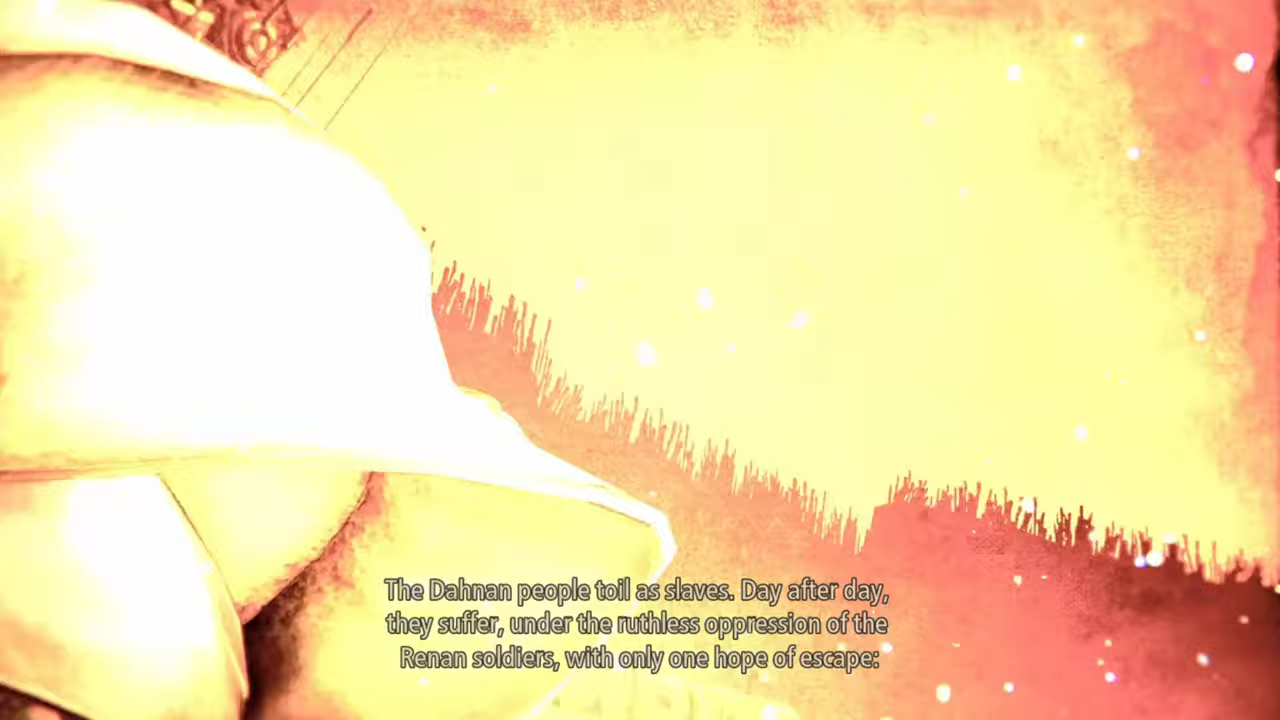 The Dahnan people toil as slaves. Day after day,
they suffer, under the ruthless oppression of the
Renan soldiers, with only one hope of escape: